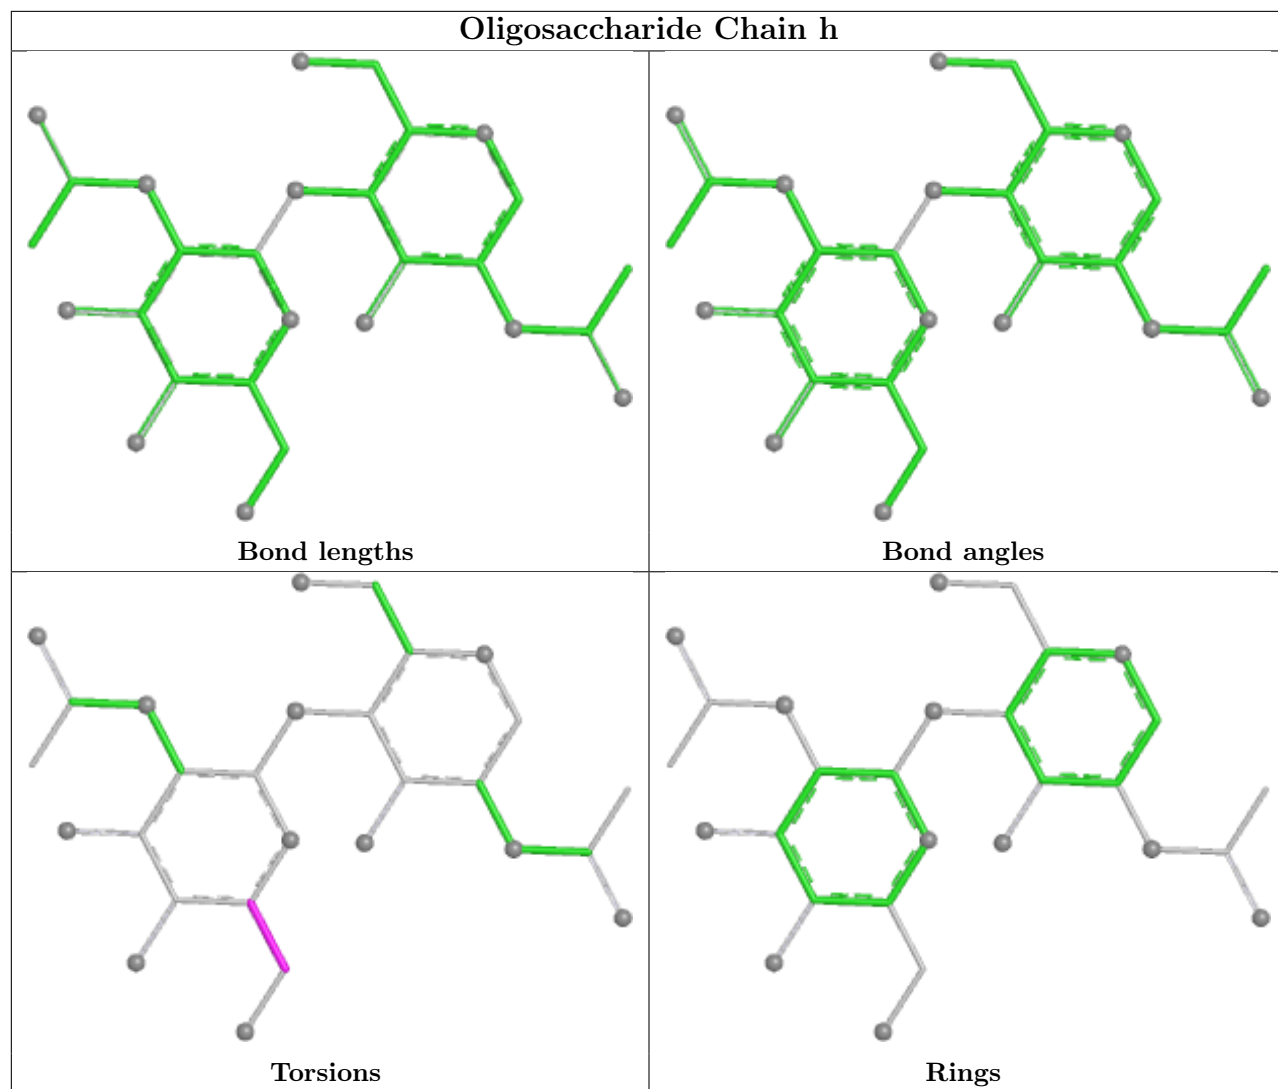 Oligosaccharide Chain h
Bond lengths
Bond angles
Torsions
Rings